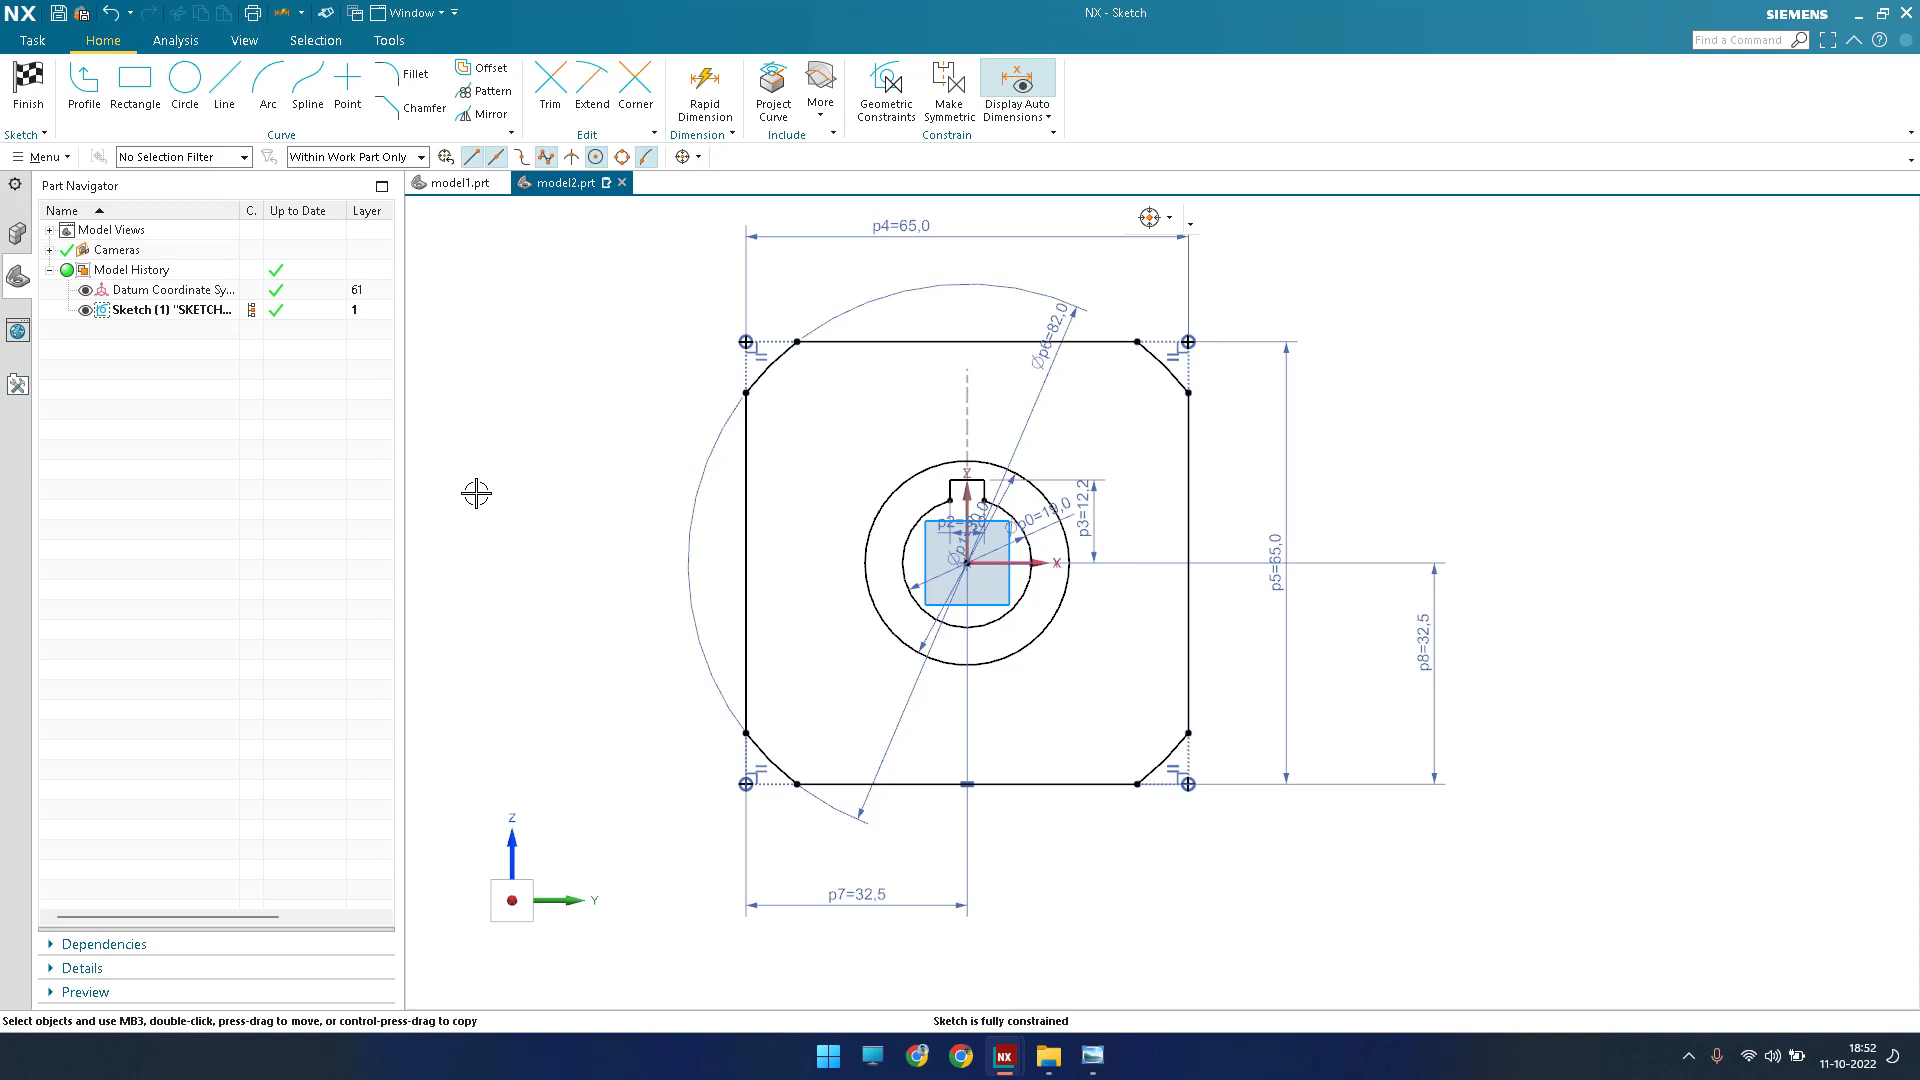 NX
Window
NX - Sketch
SIEMENS
Task
Home
Analysis
View
Selection
Tools
Find a Command
Finish
Profile
Rectangle
Circle
Line
Arc
Spline
Point
Fillet
Chamfer
Offset
Pattern
Mirror
Trim
Extend
Corner
Rapid
Dimension
Project
Curve
More
Geometric
Constraints
Make
Symmetric
Display Auto
Dimensions
Sketch
Curve
Edit
Dimension
Include
Constrain
Menu
No Selection Filter
Within Work Part Only
Part Navigator
model1.prt
model2.prt
Name
C.
Up to Date
Layer
Model Views
Cameras
Model History
Datum Coordinate Sy...
61
Sketch (1) "SKETCH...
1
p4=65,0
Øp6=82,0
Z
p3=12,2
Øp0=19,0
X
p5=65,0
p8=32,5
p7=32,5
Z
Y
Dependencies
Details
Preview
Select objects and use MB3, double-click, press-drag to move, or control-press-drag to copy
Sketch is fully constrained
NX
18:52
11-10-2022